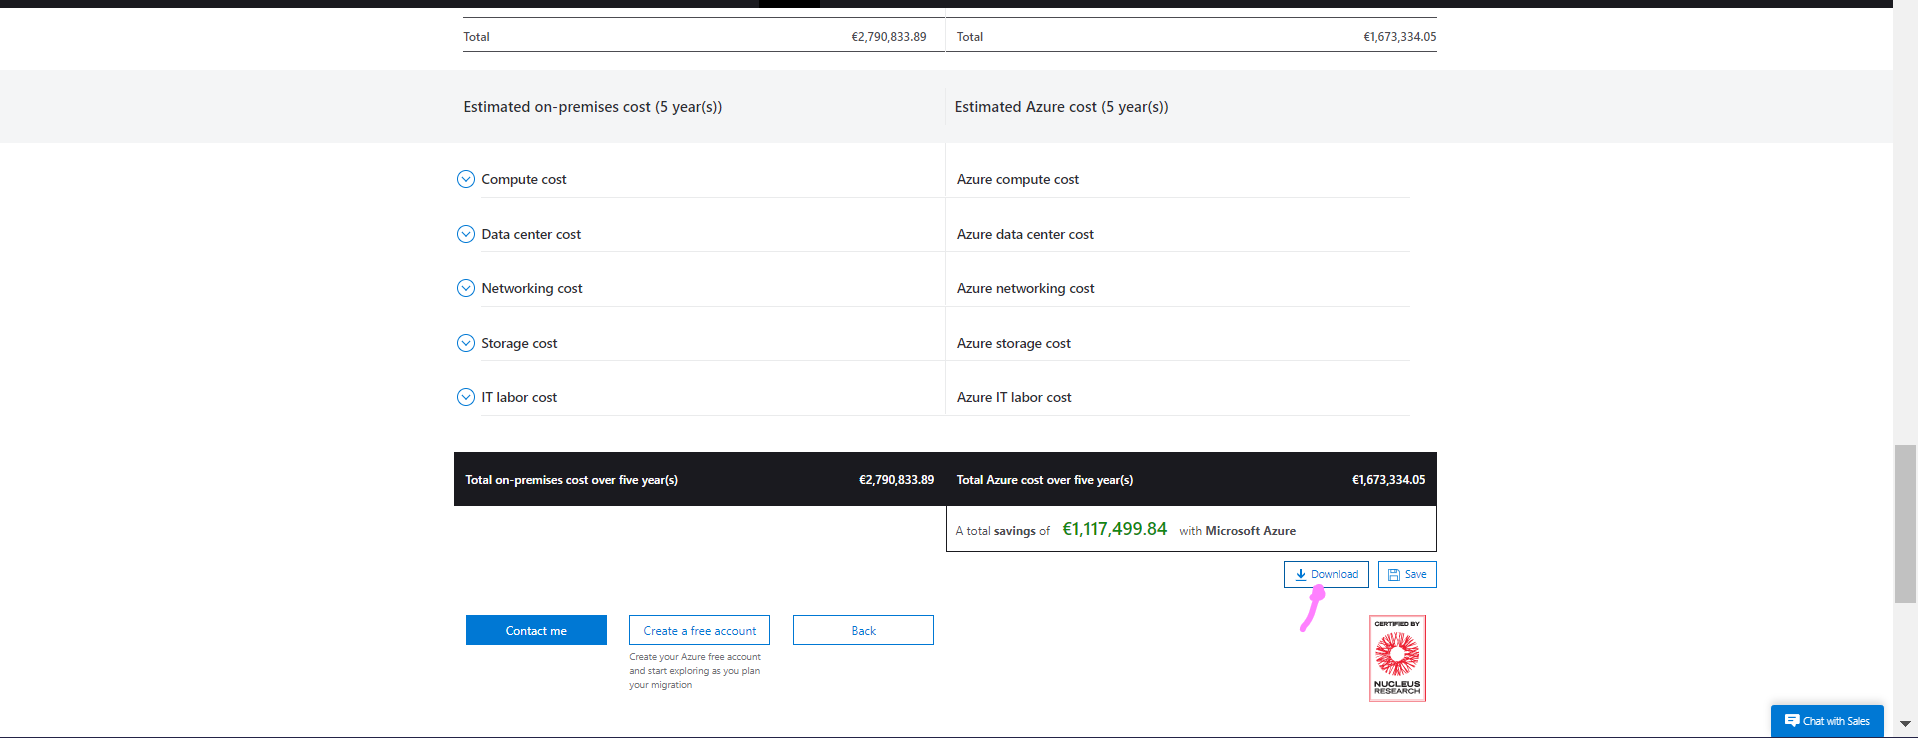 Total €2,790,833.89 Total €1,673,334.05
Estimated on-premises cost (5 year(s)) Estimated Azure cost (5 year(s))
Compute cost Azure compute cost
Data center cost Azure data center cost
Networking cost Azure networking cost
Storage cost Azure storage cost
IT labor cost Azure IT labor cost
Total on-premises cost over five year(s) €2,790,833.89 Total Azure cost over five year(s) €1,673,334.05
A total savings of €1,117,499.84 with Microsoft Azure
Download Save
Contact me Create a free account Back
Create your Azure free account
and start exploring as you plan
your migration
CERTIFIED BY
NUCLEUS
RESEARCH
Chat with Sales